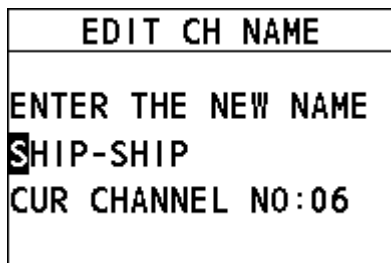 EDIT CH NAME
ENTER THE NEW NAME
SHIP-SHIP
CUR CHANNEL NO:06